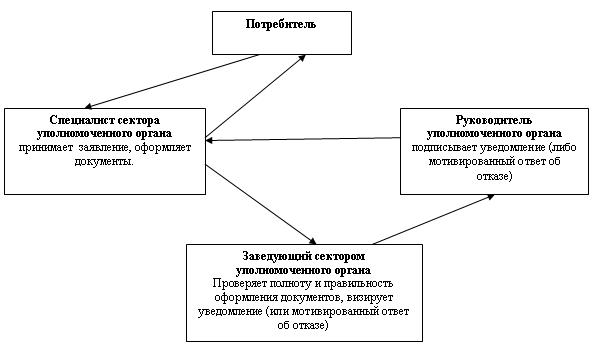 Потребитель
Специалист сектора
уполномоченного органа
принимает заявление, оформляет
документы.
Руководитель
уполномоченного органа
подписывает уведомление (либо
мотивированный ответ об
отказе)
Заведующий сектором
уполномоченного органа
Проверяет полноту и правильность
оформления документов, визирует
уведомление (или мотивированный ответ
об отказе)